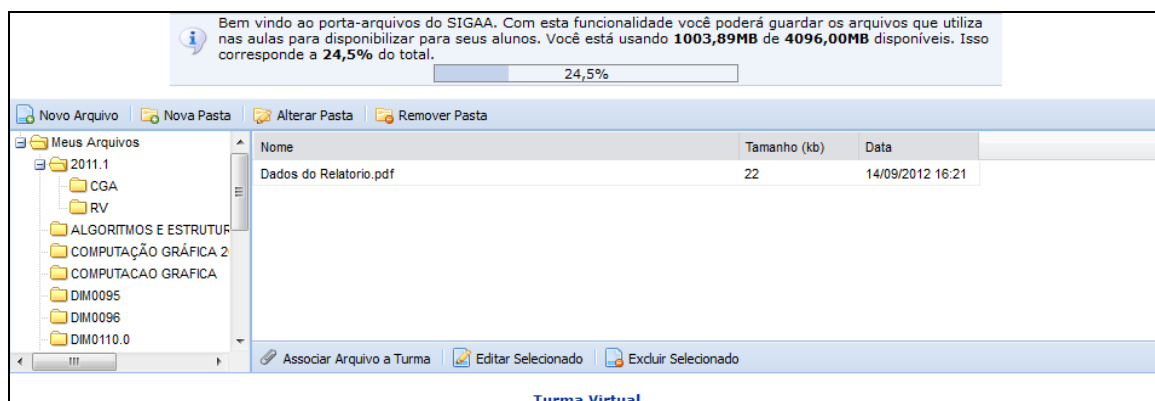 Bem vindo ao porta-arquivos do SIGAA. Com esta funcionalidade você poderá guardar os arquivos que utiliza
nas aulas para disponibilizar para seus alunos. Você está usando 1003,89MB de 4096,00MB disponíveis. Isso
corresponde a 24,5% do total.
24,5%
Novo Arquivo Nova Pasta Alterar Pasta Remover Pasta
Meus Arquivos
2011.1
CGA
RV
ALGORITMOS E ESTRUTUR
COMPUTAÇÃO GRÁFICA 2
COMPUTACAO GRAFICA
DIM0095
DIM0096
DIM0110.0
Nome Tamanho (kb) Data
Dados do Relatorio.pdf 22 14/09/2012 16:21
Associar Arquivo a Turma Editar Selecionado Excluir Selecionado
Turma Virtual